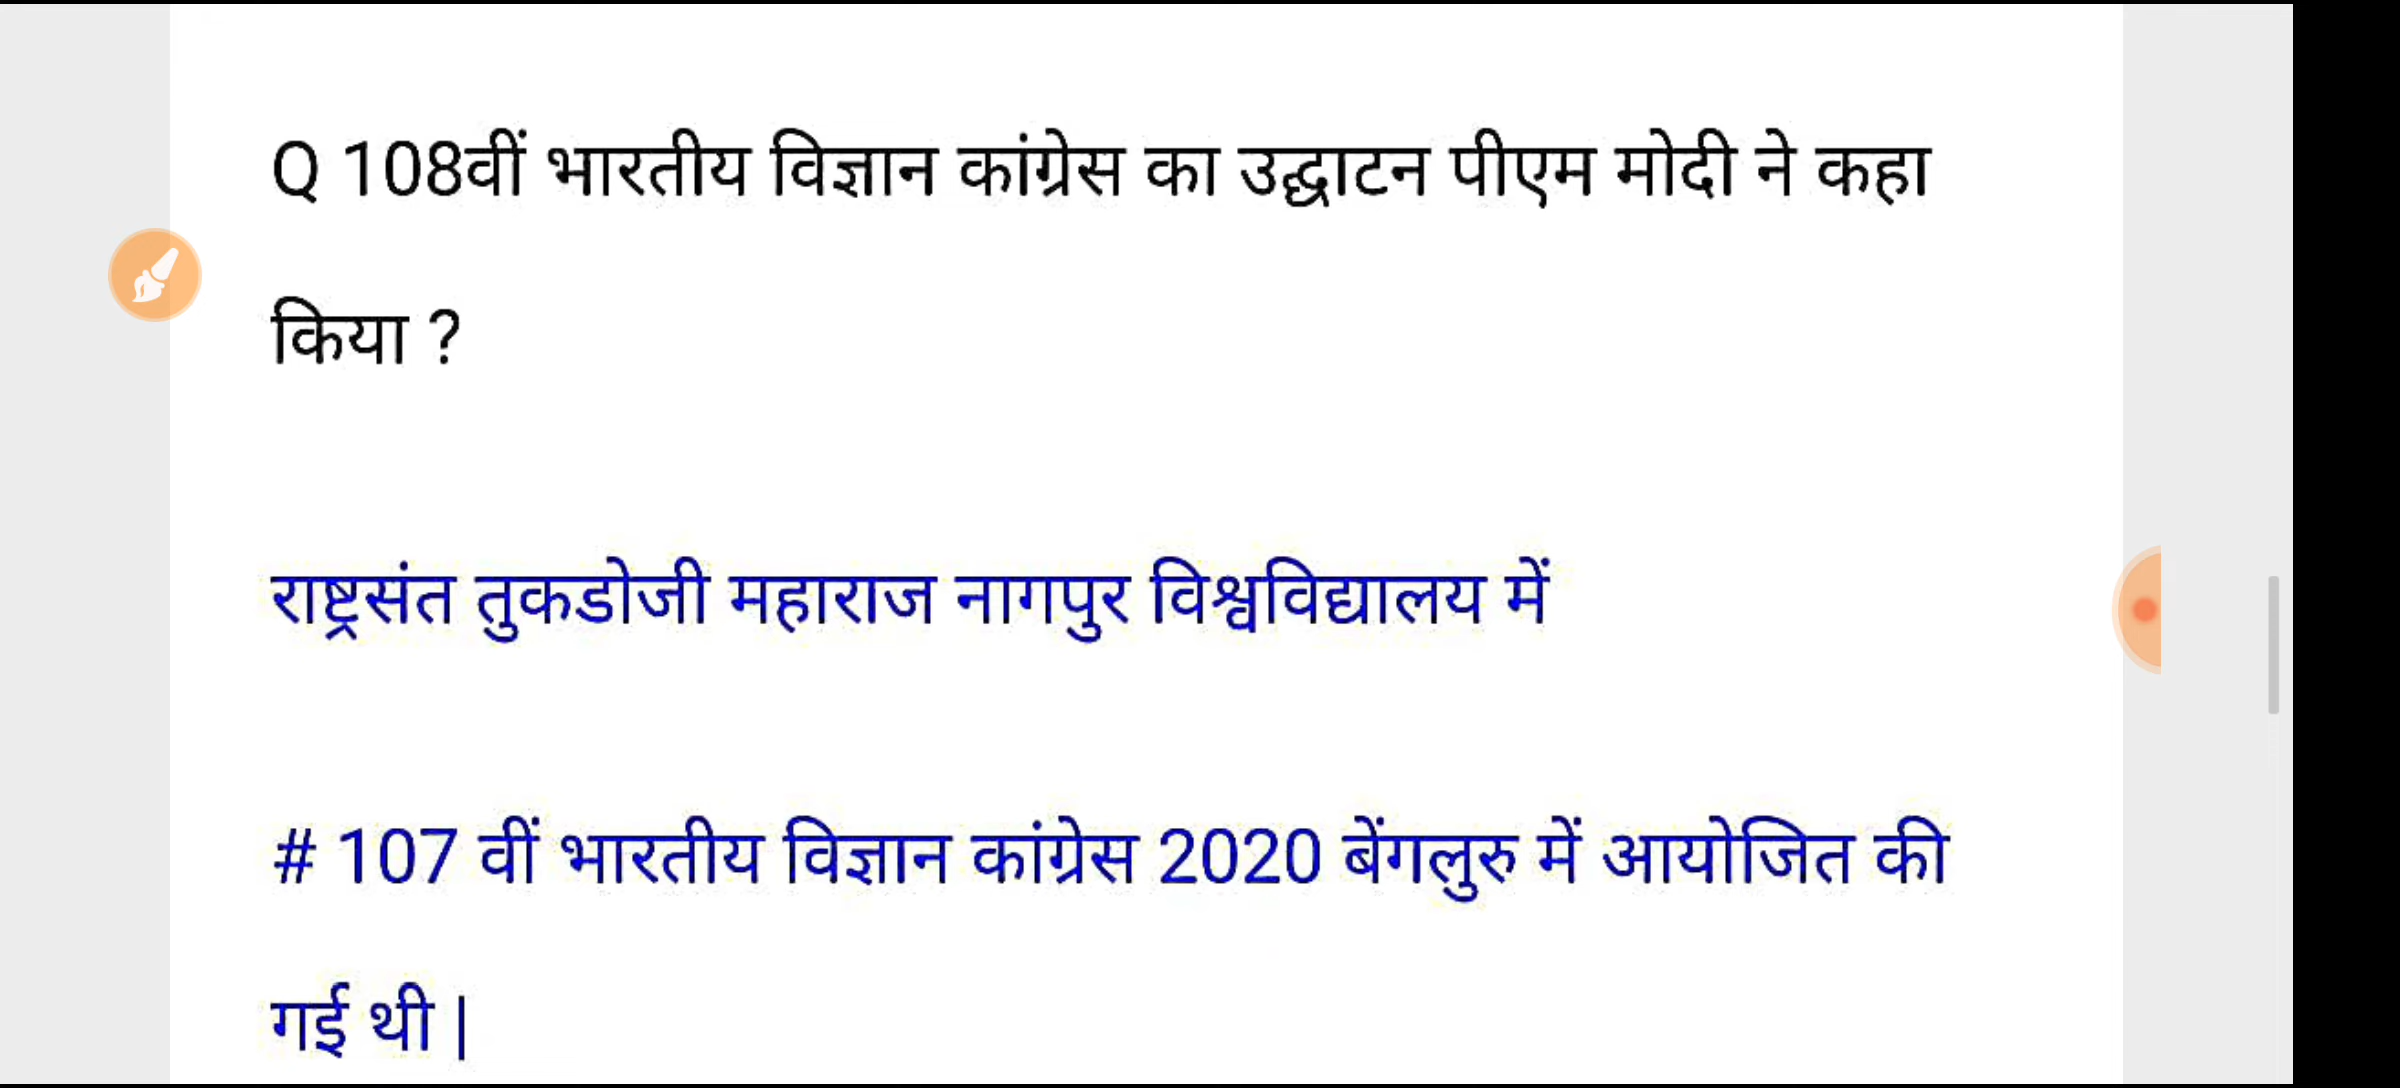 Q 108वीं भारतीय विज्ञान कांग्रेस का उद्घाटन पीएम मोदी ने कहा
किया ?
राष्ट्रसंत तुकडोजी महाराज नागपुर विश्वविद्यालय में
# 107 वीं भारतीय विज्ञान कांग्रेस 2020 बेंगलुरु में आयोजित की
गई थी |